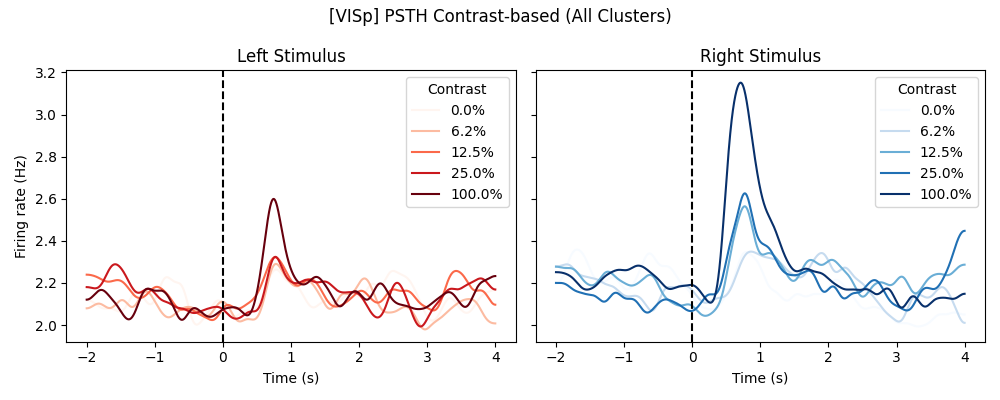 [VISp] PSTH Contrast-based (All Clusters)
Left Stimulus
Right Stimulus
Firing rate (Hz)
3.2
3.0
2.8
2.6
2.4
2.2
2.0
Contrast
0.0%
6.2%
12.5%
25.0%
100.0%
Contrast
0.0%
6.2%
12.5%
25.0%
100.0%
−2 −1 0 1 2 3 4
−2 −1 0 1 2 3 4
Time (s)
Time (s)